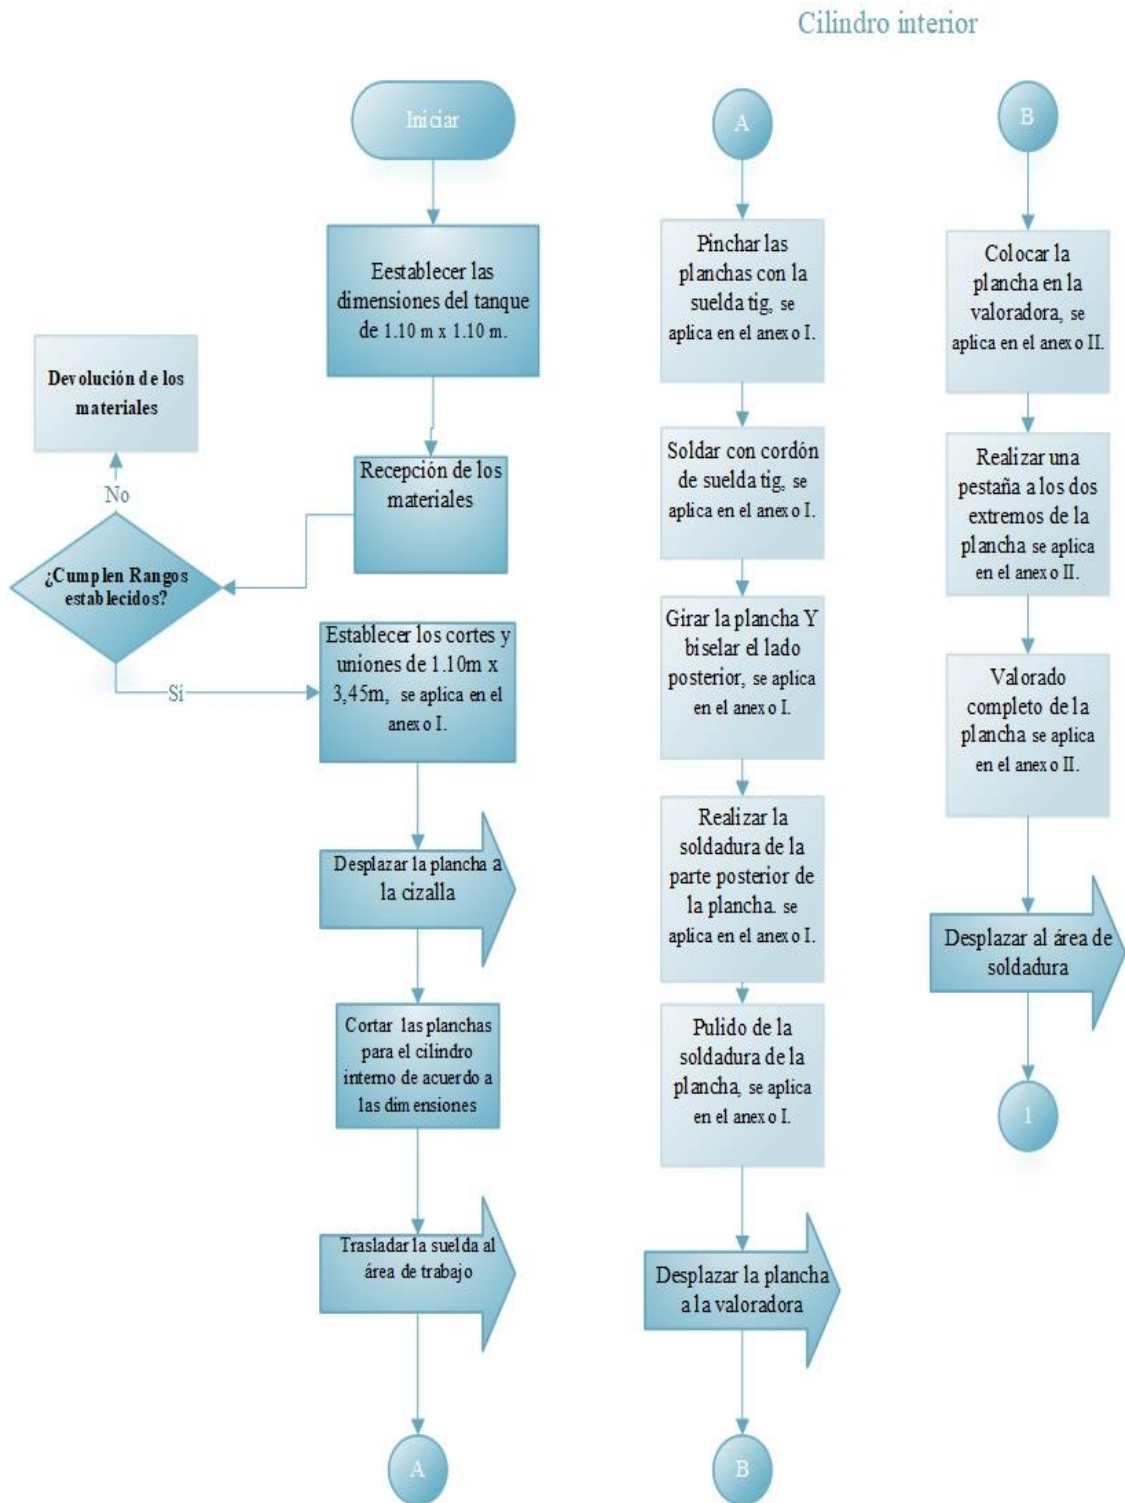 Cilindro interior
Iniciar
Eestablecer las
dimensiones del tanque
de 1.10 m x 1.10 m.
Recepción de los
materiales
¿Cumplen Rangos
establecidos?
No
Devolución de los
materiales
Si
Establecer los cortes y
uniones de 1.10m x
3,45m, se aplica en el
anexo I.
Desplazar la plancha a
la cizalla
Cortar las planchas
para el cilindro
interno de acuerdo a
las dimensiones
Trasladar la suelda al
área de trabajo
A
A
Pinchar las
planchas con la
suelda tig, se
aplica en el anexo I.
Soldar con cordón
de suelda tig, se
aplica en el anexo I.
Girar la plancha Y
biselar el lado
posterior, se aplica
en el anexo I.
Realizar la
soldadura de la
parte posterior de
la plancha. se
aplica en el anexo I.
Pulido de la
soldadura de la
plancha, se aplica
en el anexo I.
Desplazar la plancha
a la valoradora
B
B
Colocar la
plancha en la
valoradora, se
aplica en el anexo II.
Realizar una
pestaña a los dos
extremos de la
plancha se aplica
en el anexo II.
Valorado
completo de la
plancha se aplica
en el anexo II.
Desplazar al área de
soldadura
1